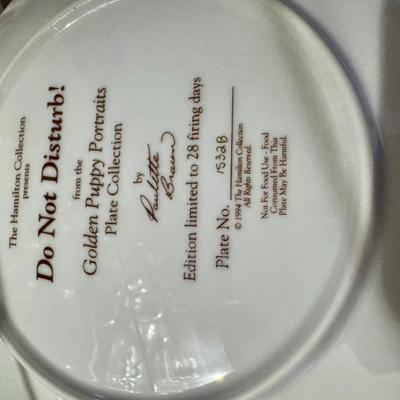 The Hamilton Collection
presents
Do Not Disturb!
from the
Golden Puppy Portraits
Plate Collection
by
Paulette
Braun
Edition limited to 28 firing days
Plate No. 1532B
© 1994 The Hamilton Collection
All Rights Reserved.
Not For Food Use - Food
Consumed From This
Plate May Be Harmful.